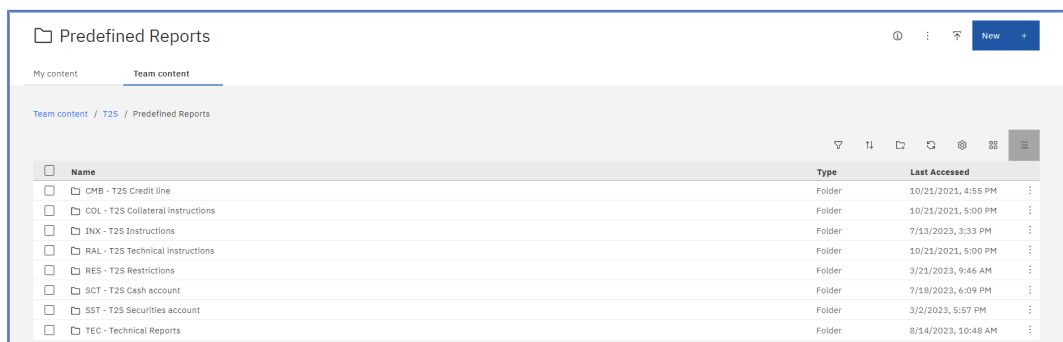 Predefined Reports
New +
My content Team content
Team content / T2S / Predefined Reports
Name Type Last Accessed
CMB - T2S Credit line Folder 10/21/2021, 4:55 PM
COL - T2S Collateral instructions Folder 10/21/2021, 5:00 PM
INX - T2S Instructions Folder 7/13/2023, 3:33 PM
RAL - T2S Technical instructions Folder 10/21/2021, 5:00 PM
RES - T2S Restrictions Folder 3/21/2023, 9:46 AM
SCT - T2S Cash account Folder 7/18/2023, 6:09 PM
SST - T2S Securities account Folder 3/2/2023, 5:57 PM
TEC - Technical Reports Folder 8/14/2023, 10:48 AM